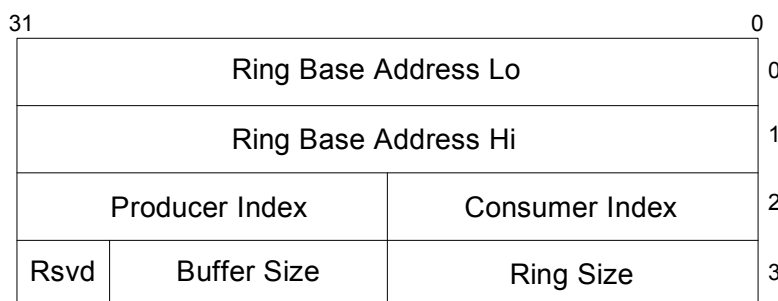 31 0
Ring Base Address Lo 0
Ring Base Address Hi 1
Producer Index Consumer Index 2
Rsvd Buffer Size Ring Size 3